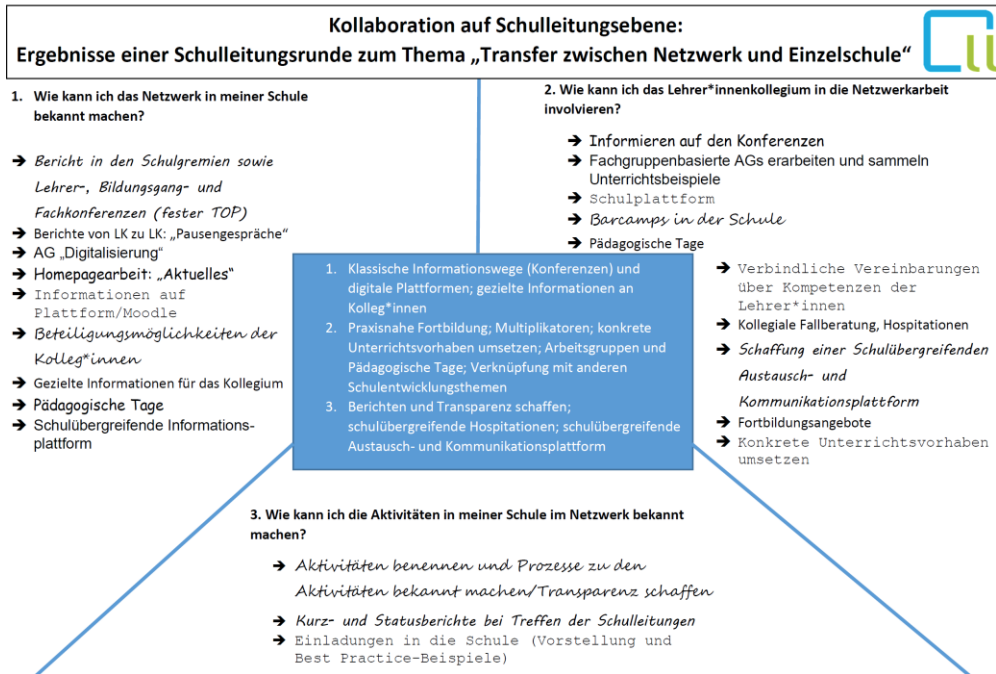 Kollaboration auf Schulleitungsebene:
Ergebnisse einer Schulleitungsrunde zum Thema „Transfer zwischen Netzwerk und Einzelschule“
1. Wie kann ich das Netzwerk in meiner Schule
bekannt machen?
➔ Bericht in den Schulgremien sowie
Lehrer-, Bildungsgang- und
Fachkonferenzen (fester TOP)
➔ Berichte von LK zu LK: „Pausengespräche“
➔ AG „Digitalisierung“
➔ Homepagearbeit: „Aktuelles“
➔ Informationen auf
Plattform/Moodle
➔ Beteiligungsmöglichkeiten der
Kolleg*innen
➔ Gezielte Informationen für das Kollegium
➔ Pädagogische Tage
➔ Schulübergreifende Informations-
plattform
2. Wie kann ich das Lehrer*innenkollegium in die Netzwerkarbeit
involvieren?
➔ Informieren auf den Konferenzen
➔ Fachgruppenbasierte AGs erarbeiten und sammeln
Unterrichtsbeispiele
➔ Schulplattform
➔ Barcamps in der Schule
➔ Pädagogische Tage
➔ Verbindliche Vereinbarungen
über Kompetenzen der
Lehrer*innen
➔ Kollegiale Fallberatung, Hospitationen
➔ Schaffung einer Schulübergreifenden
Austausch- und
Kommunikationsplattform
➔ Fortbildungsangebote
➔ Konkrete Unterrichtsvorhaben
umsetzen
1. Klassische Informationswege (Konferenzen) und
digitale Plattformen; gezielte Informationen an
Kolleg*innen
2. Praxisnahe Fortbildung; Multiplikatoren; konkrete
Unterrichtsvorhaben umsetzen; Arbeitsgruppen und
Pädagogische Tage; Verknüpfung mit anderen
Schulentwicklungsthemen
3. Berichten und Transparenz schaffen;
schulübergreifende Hospitationen; schulübergreifende
Austausch- und Kommunikationsplattform
3. Wie kann ich die Aktivitäten in meiner Schule im Netzwerk bekannt
machen?
➔ Aktivitäten benennen und Prozesse zu den
Aktivitäten bekannt machen/Transparenz schaffen
➔ Kurz- und Statusberichte bei Treffen der Schulleitungen
➔ Einladungen in die Schule (Vorstellung und
Best Practice-Beispiele)